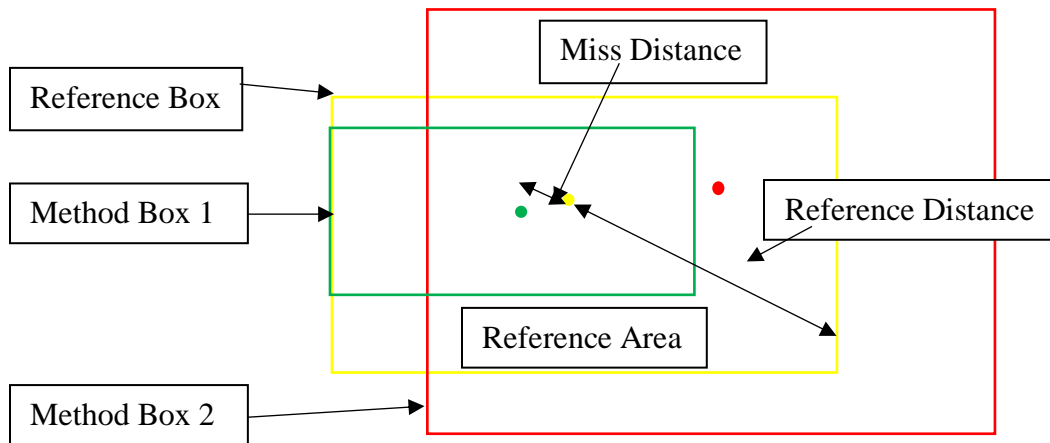 Miss Distance
Reference Box
Method Box 1
Reference Distance
Reference Area
Method Box 2